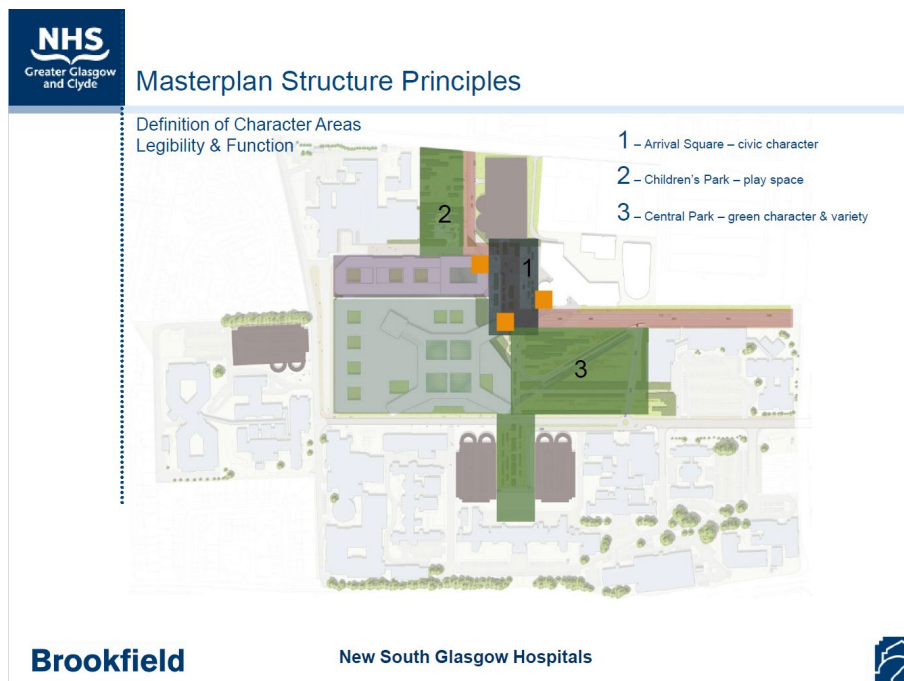 NHS
Greater Glasgow
and Clyde
Masterplan Structure Principles
Definition of Character Areas
Legibility & Function
1 – Arrival Square – civic character
2 – Children's Park – play space
3 – Central Park – green character & variety
2
1
3
Brookfield
New South Glasgow Hospitals